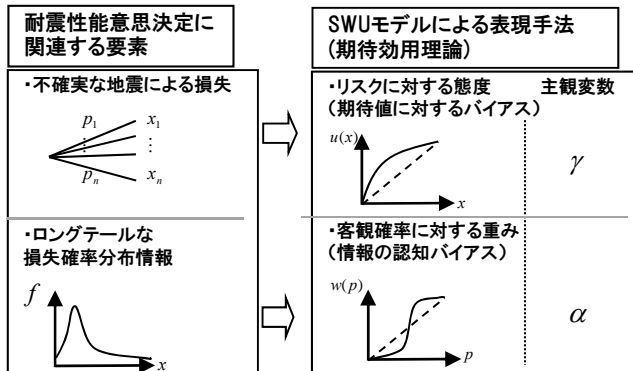 耐震性能意思決定に
関連する要素
SWUモデルによる表現手法
(期待効用理論)
・不確実な地震による損失
p1 x1
⋮ ⋮
pn xn
・リスクに対する態度 主観変数
(期待値に対するバイアス)
u(x)
γ
x
・ロングテールな
損失確率分布情報
f
x
・客観確率に対する重み
(情報の認知バイアス)
w(p)
α
p